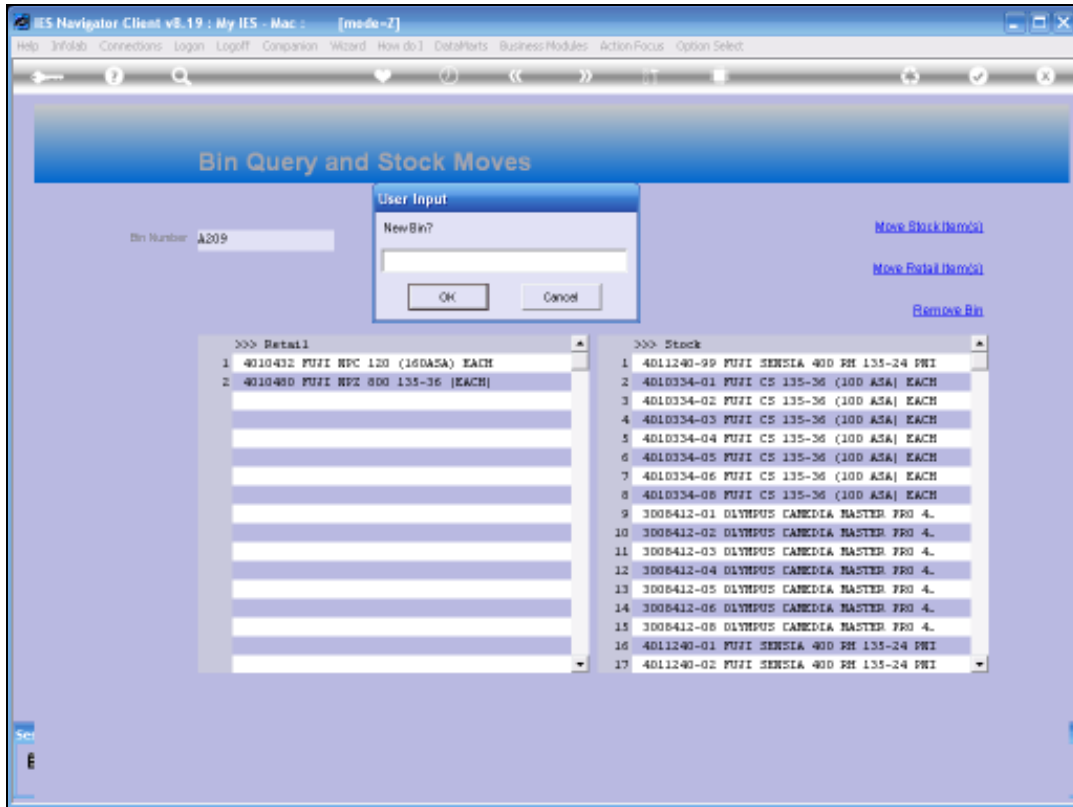 IES Navigator Client v8.19 : My IES - Mac : [mode=Z]
Help Infolab Connections Logon Logoff Companion Wizard How do I DataMarts Business Modules Action Focus Option Select
Bin Query and Stock Moves
User Input
New Bin?
OK Cancel
Bin Number A209
Move Stock Item(s)
Move Retail Item(s)
Remove Bin
>>> Retail
1 4010432 FUJI NPC 120 (160ASA) EACH
2 4010480 FUJI NPZ 800 135-36 |EACH|
>>> Stock
1 4011240-99 FUJI SENSIA 400 RH 135-24 PNI
2 4010334-01 FUJI CS 135-36 (100 ASA| EACH
3 4010334-02 FUJI CS 135-36 (100 ASA| EACH
4 4010334-03 FUJI CS 135-36 (100 ASA| EACH
5 4010334-04 FUJI CS 135-36 (100 ASA| EACH
6 4010334-05 FUJI CS 135-36 (100 ASA| EACH
7 4010334-06 FUJI CS 135-36 (100 ASA| EACH
8 4010334-08 FUJI CS 135-36 (100 ASA| EACH
9 3008412-01 OLYMPUS CAMEDIA MASTER PRO 4.
10 3008412-02 OLYMPUS CAMEDIA MASTER PRO 4.
11 3008412-03 OLYMPUS CAMEDIA MASTER PRO 4.
12 3008412-04 OLYMPUS CAMEDIA MASTER PRO 4.
13 3008412-05 OLYMPUS CAMEDIA MASTER PRO 4.
14 3008412-06 OLYMPUS CAMEDIA MASTER PRO 4.
15 3008412-08 OLYMPUS CAMEDIA MASTER PRO 4.
16 4011240-01 FUJI SENSIA 400 RH 135-24 PNI
17 4011240-02 FUJI SENSIA 400 RH 135-24 PNI